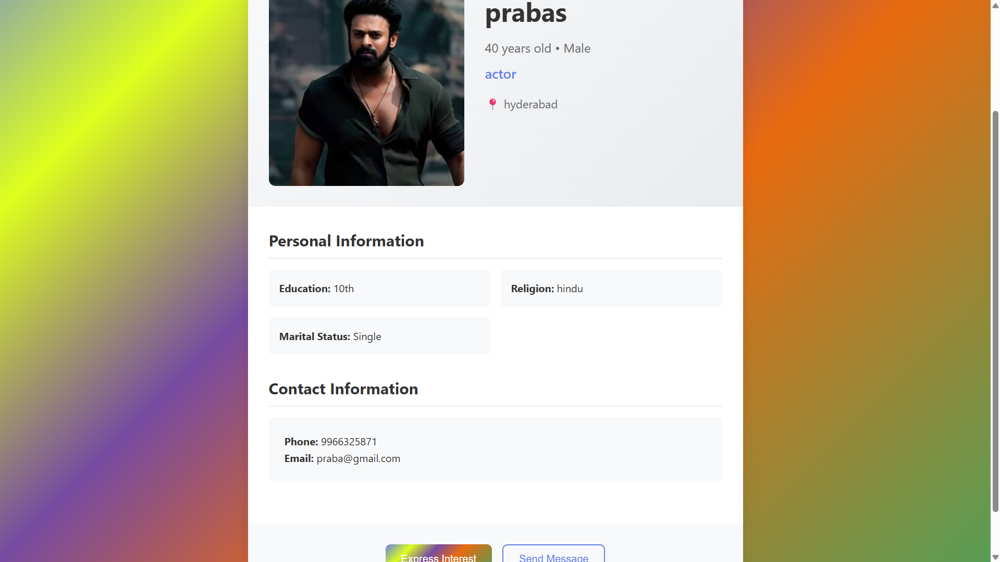 prabas
40 years old • Male
actor
📍 hyderabad
Personal Information
Education: 10th
Religion: hindu
Marital Status: Single
Contact Information
Phone: 9966325871
Email: praba@gmail.com
Express Interest
Send Message